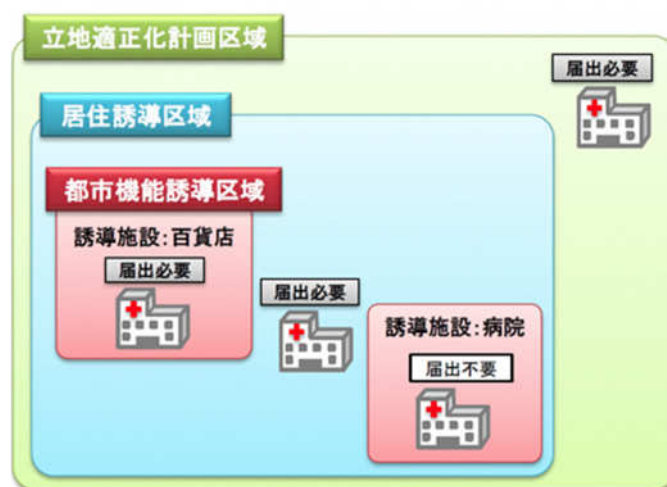 立地適正化計画区域
届出必要
居住誘導区域
都市機能誘導区域
誘導施設:百貨店
届出必要
届出必要
誘導施設:病院
届出不要